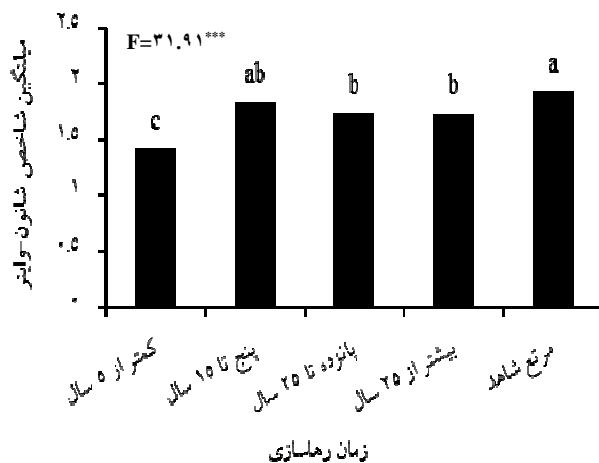 میانگین شاخص شانون-واینر
۲.۵
۲
۱.۵
۱
۰.۵
۰
F=۳۱.۹۱***
c
ab
b
b
a
کمتر از ۵ سال
پنج تا ۱۵ سال
پانزده تا ۲۵ سال
بیشتر از ۲۵ سال
مرتع شاهد
زمان رهاسازی